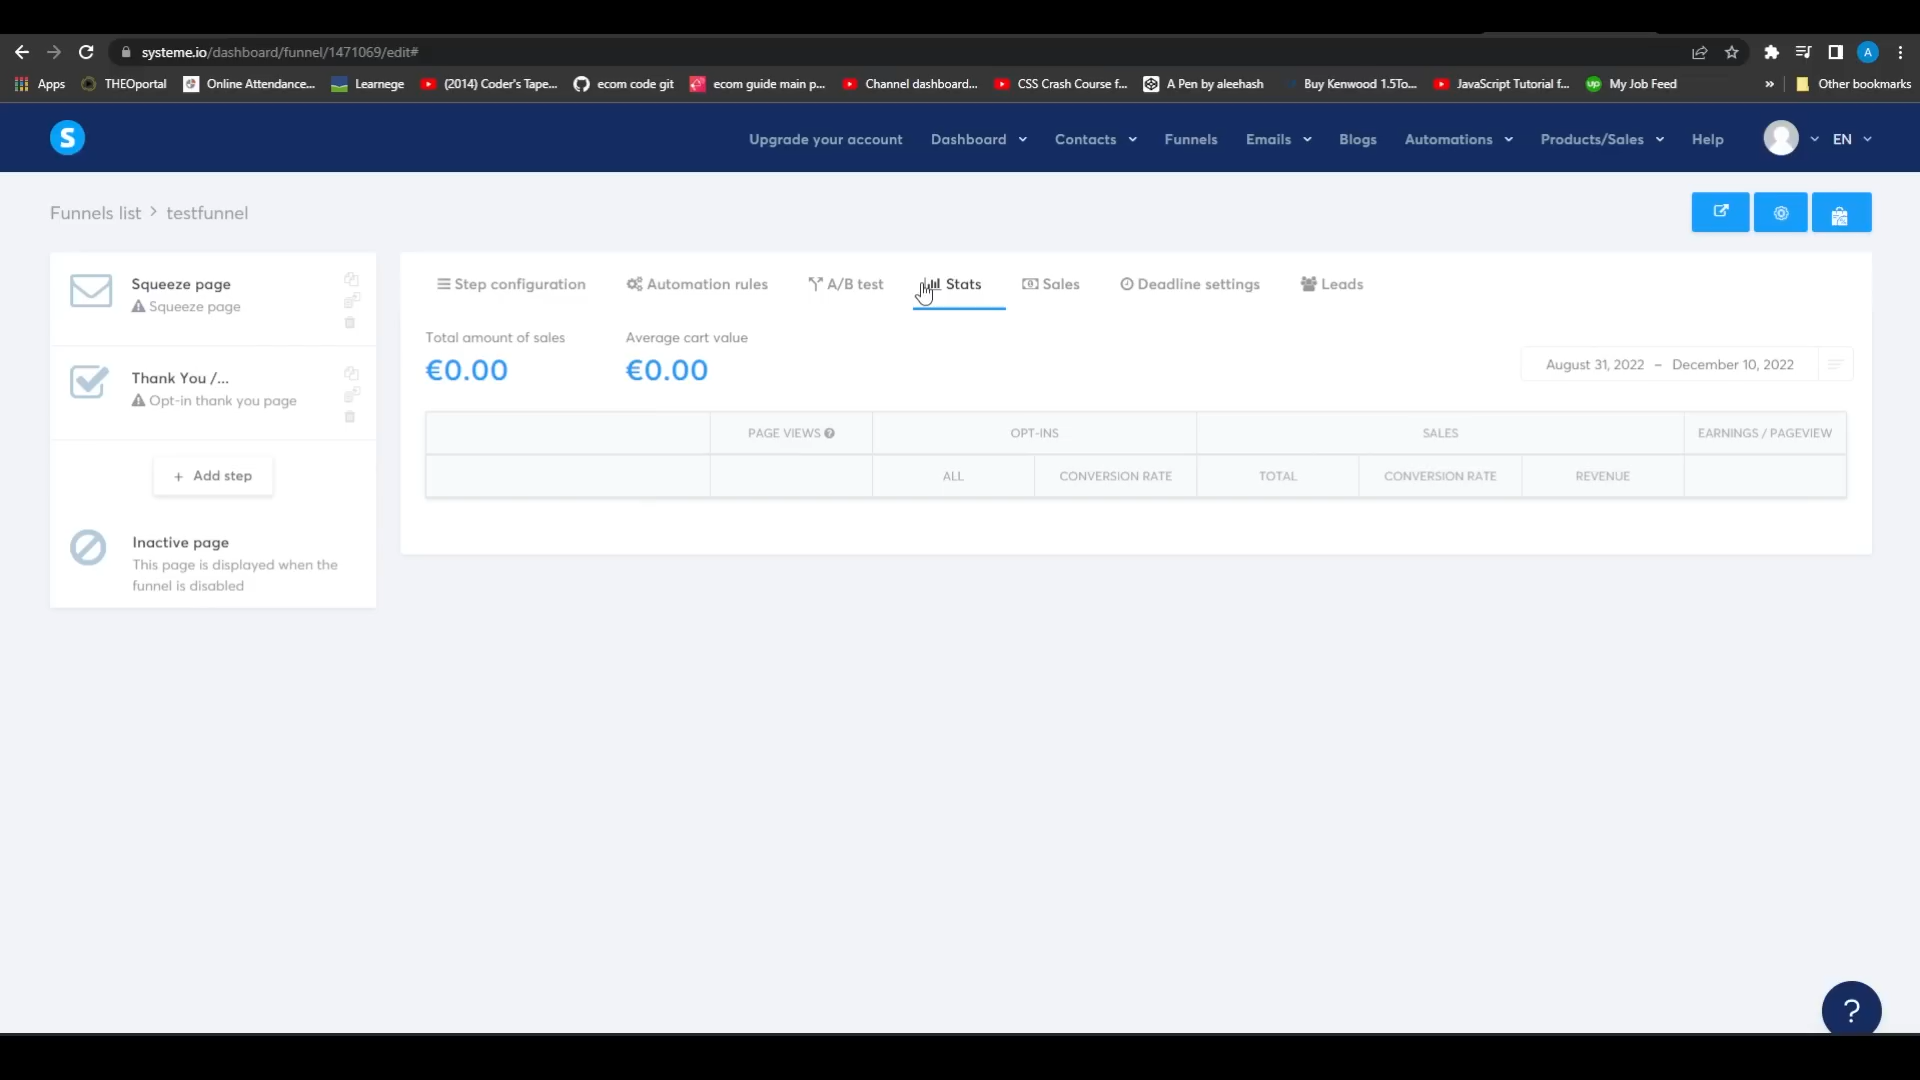 systeme.io/dashboard/funnel/1471069/edit#
A
Apps THEOportal Online Attendance... Learnege (2014) Coder's Tape... ecom code git ecom guide main p... Channel dashboard... CSS Crash Course f... A Pen by aleehash Buy Kenwood 1.5To... JavaScript Tutorial f... My Job Feed » Other bookmarks
S Upgrade your account Dashboard Contacts Funnels Emails Blogs Automations Products/Sales Help EN
Funnels list > testfunnel
Squeeze page
Squeeze page
Thank You /...
Opt-in thank you page
+ Add step
Inactive page
This page is displayed when the
funnel is disabled
Step configuration Automation rules A/B test Stats Sales Deadline settings Leads
Total amount of sales Average cart value
€0.00 €0.00
August 31, 2022 – December 10, 2022
PAGE VIEWS OPT-INS SALES EARNINGS / PAGEVIEW
ALL CONVERSION RATE TOTAL CONVERSION RATE REVENUE
?